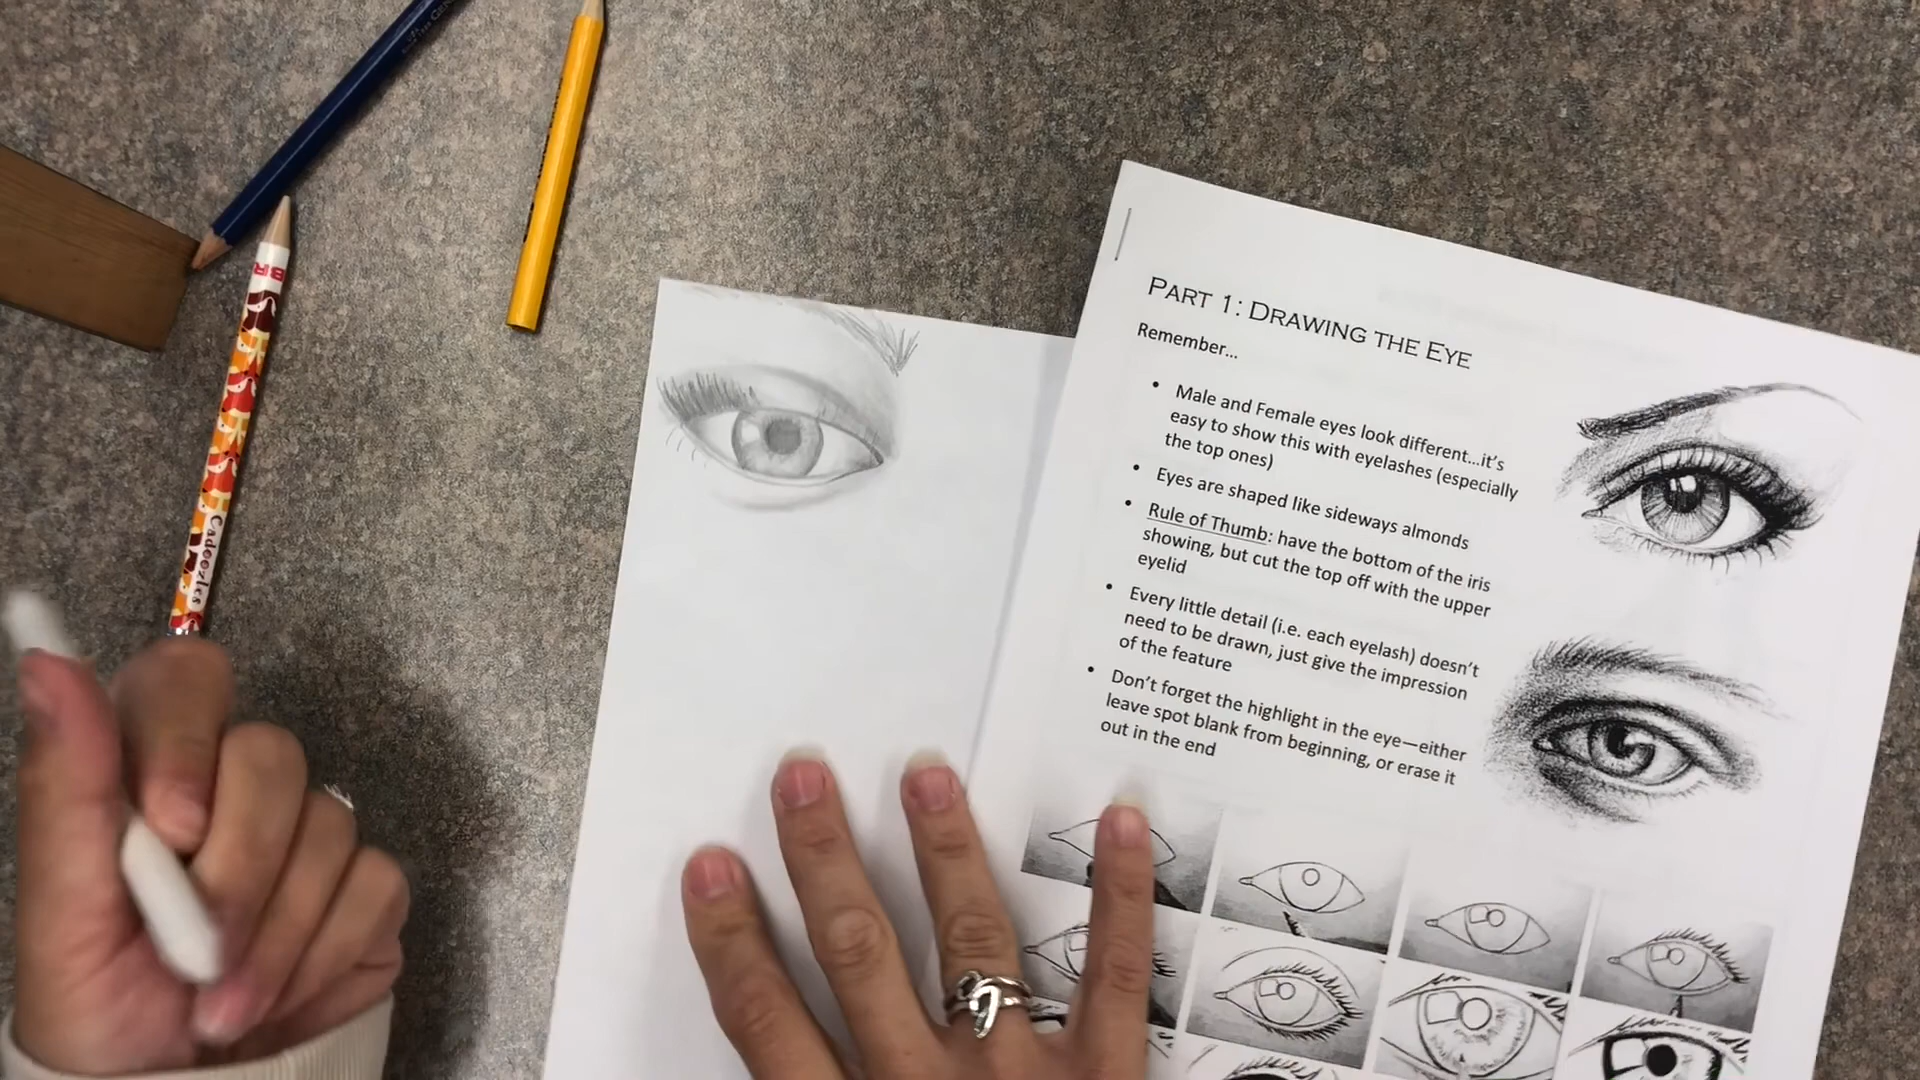 BR
Cadoozles
PART 1: DRAWING THE EYE
Remember...
• Male and Female eyes look different...it's
easy to show this with eyelashes (especially
the top ones)
• Eyes are shaped like sideways almonds
• Rule of Thumb: have the bottom of the iris
showing, but cut the top off with the upper
eyelid
• Every little detail (i.e. each eyelash) doesn't
need to be drawn, just give the impression
of the feature
• Don't forget the highlight in the eye—either
leave spot blank from beginning, or erase it
out in the end